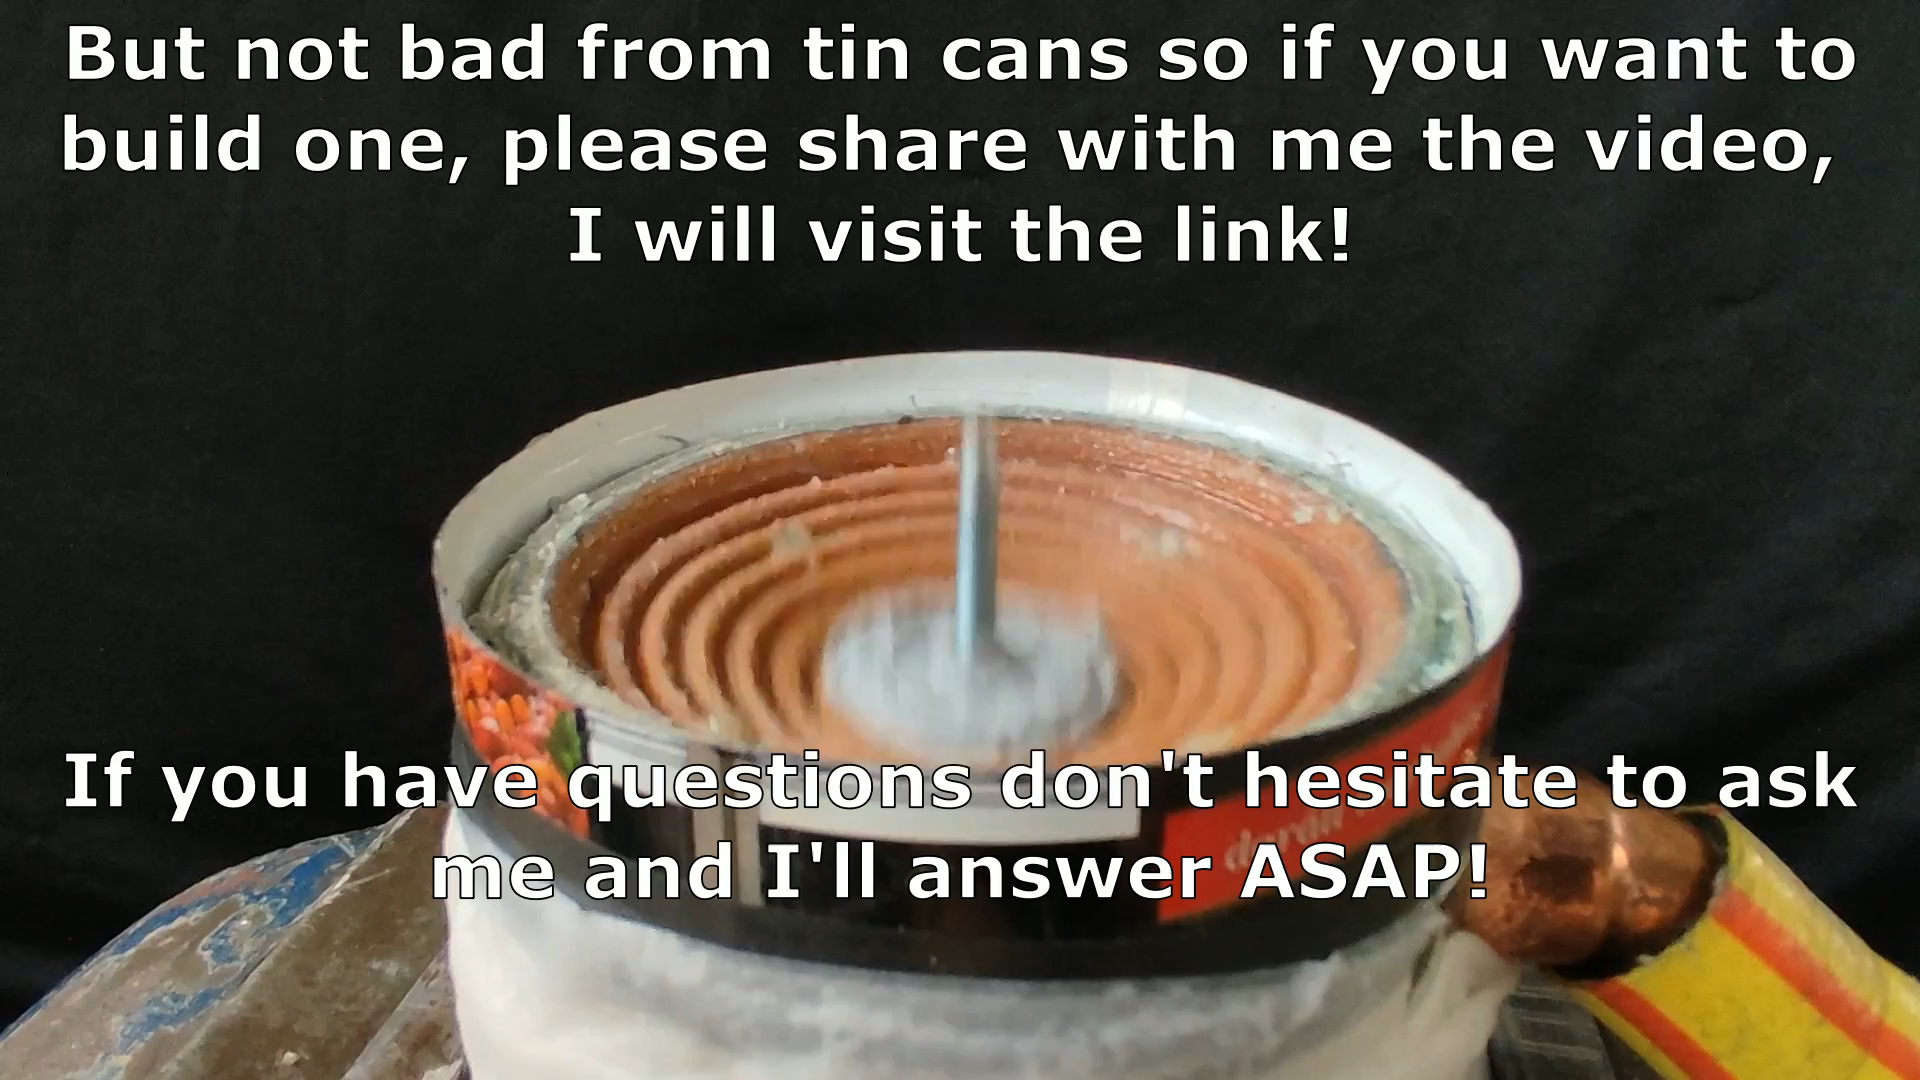 But not bad from tin cans so if you want to
build one, please share with me the video,
I will visit the link!
If you have questions don't hesitate to ask
me and I'll answer ASAP!